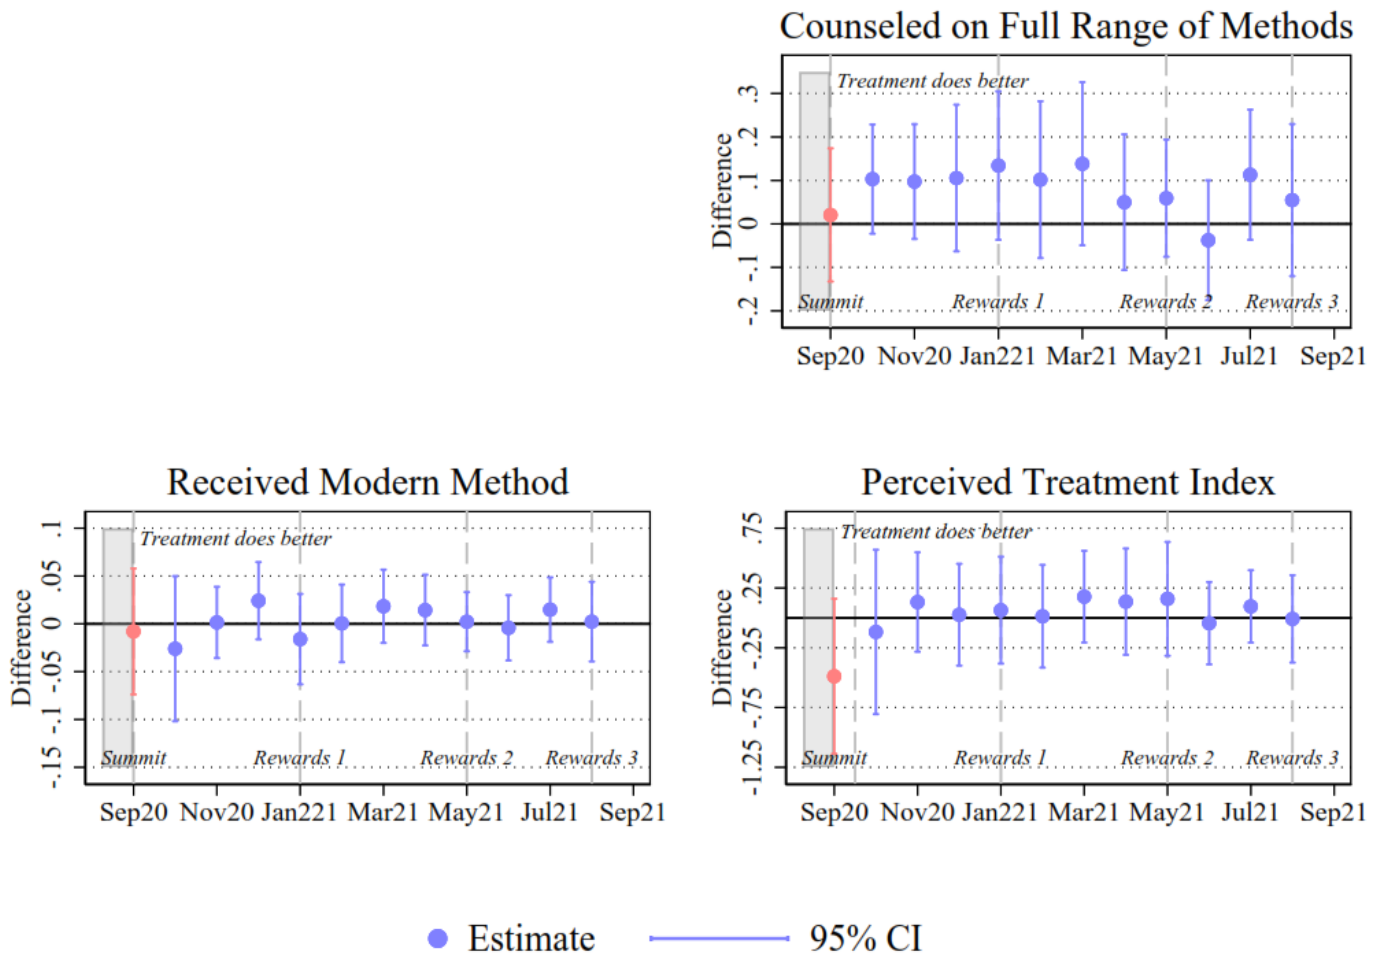 Counseled on Full Range of Methods
Treatment does better
Difference
.3
.2
.1
0
-.1
-.2
Summit
Rewards 1
Rewards 2
Rewards 3
Sep20 Nov20 Jan221 Mar21 May21 Jul21 Sep21
Received Modern Method
Treatment does better
Difference
.1
.05
0
-.05
-.1
-.15
Summit
Rewards 1
Rewards 2
Rewards 3
Sep20 Nov20 Jan221 Mar21 May21 Jul21 Sep21
Perceived Treatment Index
Treatment does better
Difference
.75
.25
-.25
-.75
-1.25
Summit
Rewards 1
Rewards 2
Rewards 3
Sep20 Nov20 Jan221 Mar21 May21 Jul21 Sep21
Estimate
95% CI